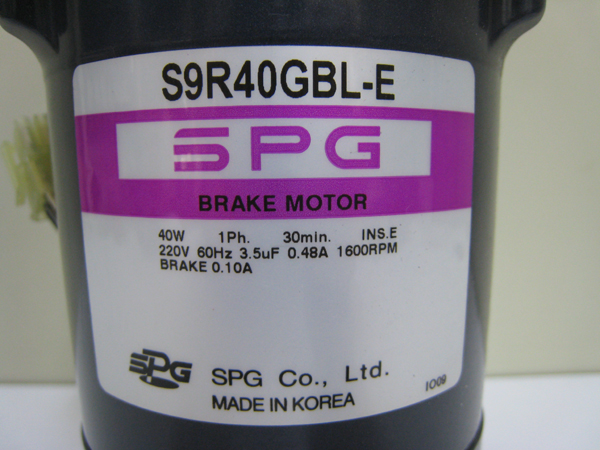 S9R40GBL-E
SPG
BRAKE MOTOR
40W 1Ph. 30min. INS.E
220V 60Hz 3.5uF 0.48A 1600RPM
BRAKE 0.10A
SPG SPG Co., Ltd.
MADE IN KOREA
I009